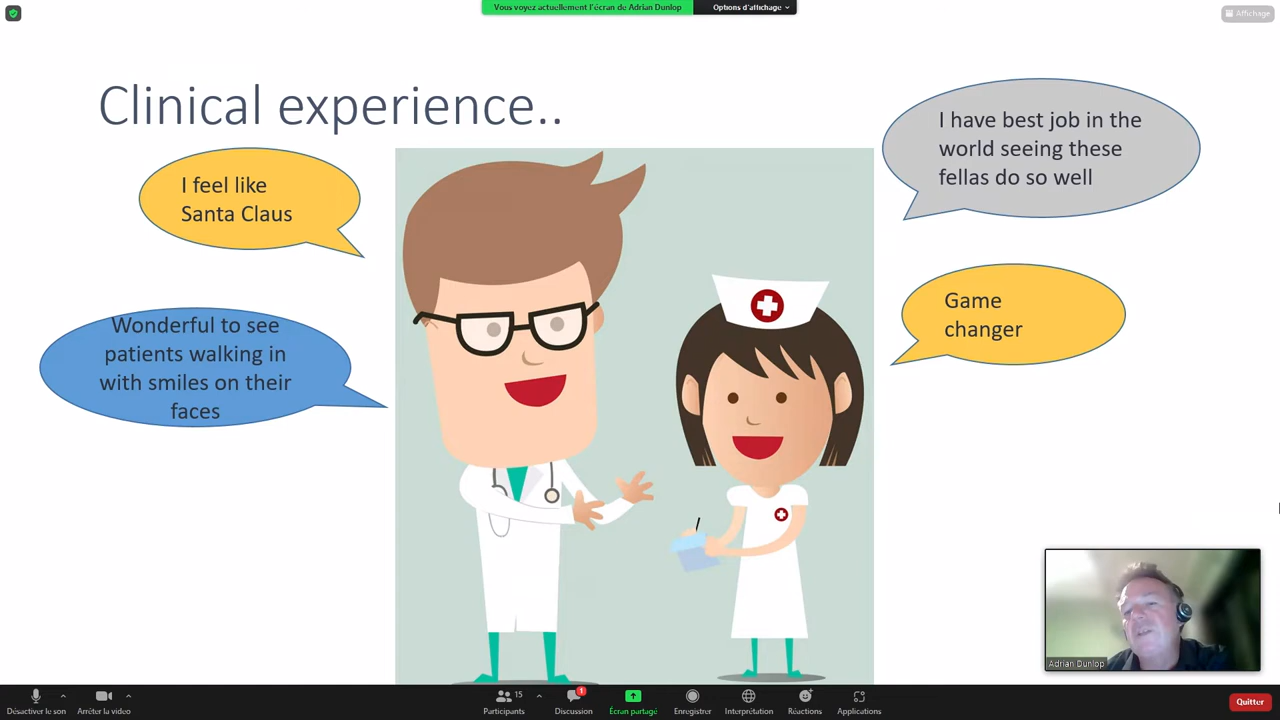 Vous voyez actuellement l'écran de Adrian Dunlop
Options d'affichage
Affichage
Clinical experience..
I feel like
Santa Claus
I have best job in the
world seeing these
fellas do so well
Wonderful to see
patients walking in
with smiles on their
faces
Game
changer
Adrian Dunlop
Désactiver le son
Arrêter la vidéo
15
Participants
1
Discussion
Écran partagé
Enregistrer
Interprétation
Réactions
Applications
Quitter